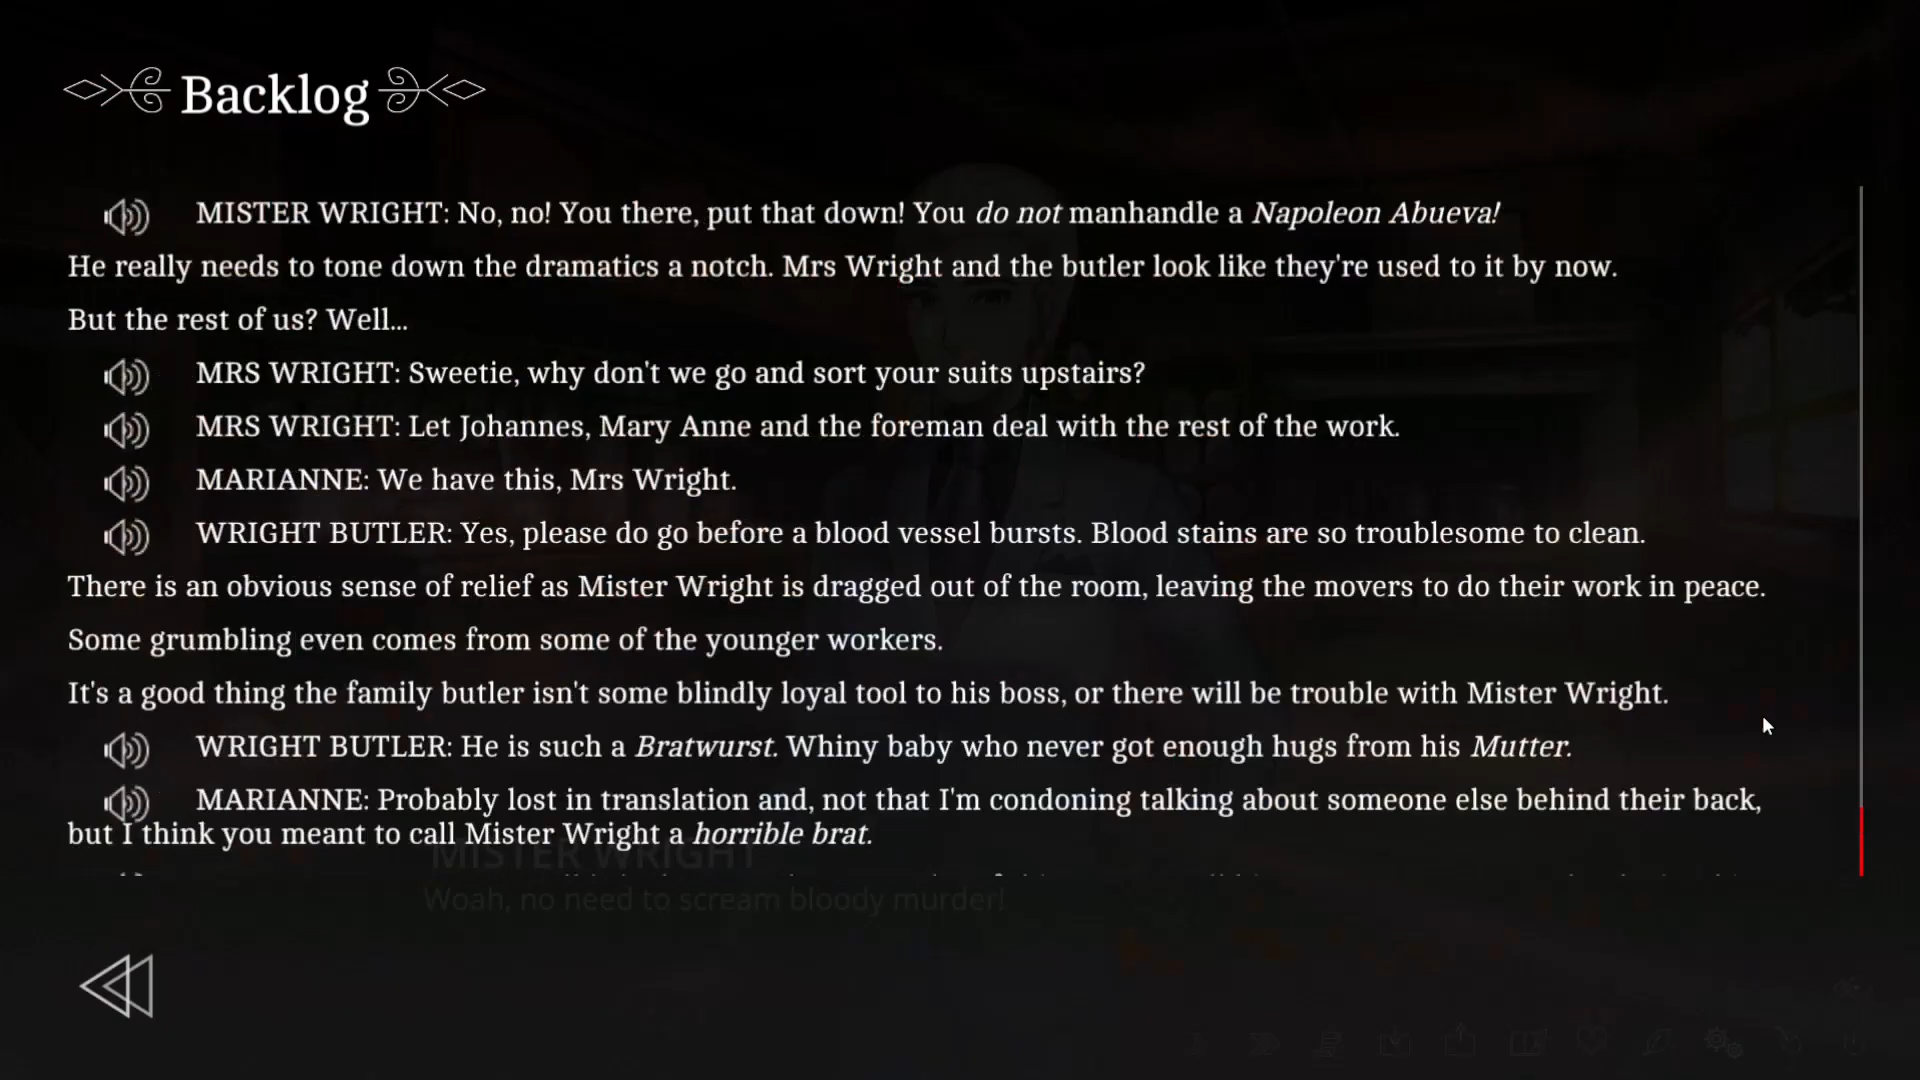 Backlog
MISTER WRIGHT: No, no! You there, put that down! You do not manhandle a Napoleon Abueva!
He really needs to tone down the dramatics a notch. Mrs Wright and the butler look like they're used to it by now.
But the rest of us? Well...
MRS WRIGHT: Sweetie, why don't we go and sort your suits upstairs?
MRS WRIGHT: Let Johannes, Mary Anne and the foreman deal with the rest of the work.
MARIANNE: We have this, Mrs Wright.
WRIGHT BUTLER: Yes, please do go before a blood vessel bursts. Blood stains are so troublesome to clean.
There is an obvious sense of relief as Mister Wright is dragged out of the room, leaving the movers to do their work in peace.
Some grumbling even comes from some of the younger workers.
It's a good thing the family butler isn't some blindly loyal tool to his boss, or there will be trouble with Mister Wright.
WRIGHT BUTLER: He is such a Bratwurst. Whiny baby who never got enough hugs from his Mutter.
MARIANNE: Probably lost in translation and, not that I'm condoning talking about someone else behind their back,
but I think you meant to call Mister Wright a horrible brat.
MISTER WRIGHT
Woah, no need to scream bloody murder!